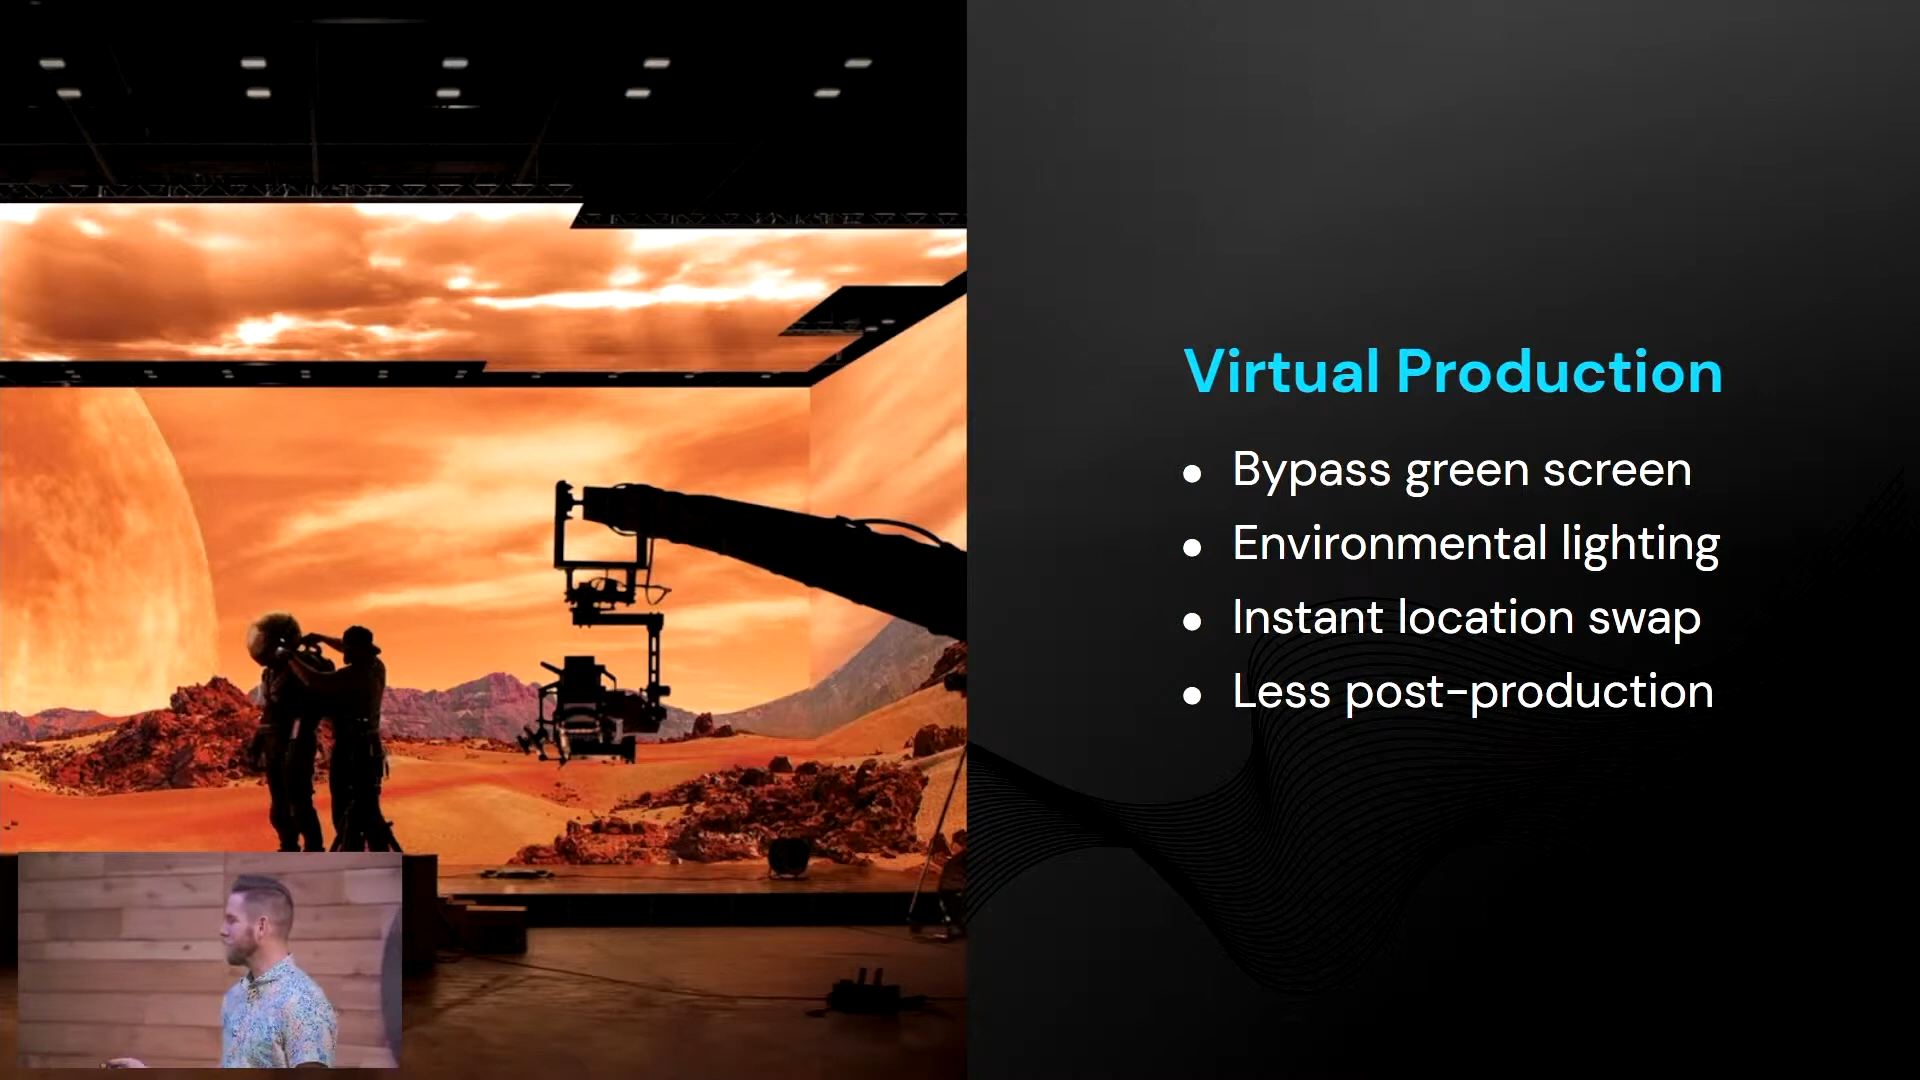 Virtual Production
• Bypass green screen
• Environmental lighting
• Instant location swap
• Less post-production